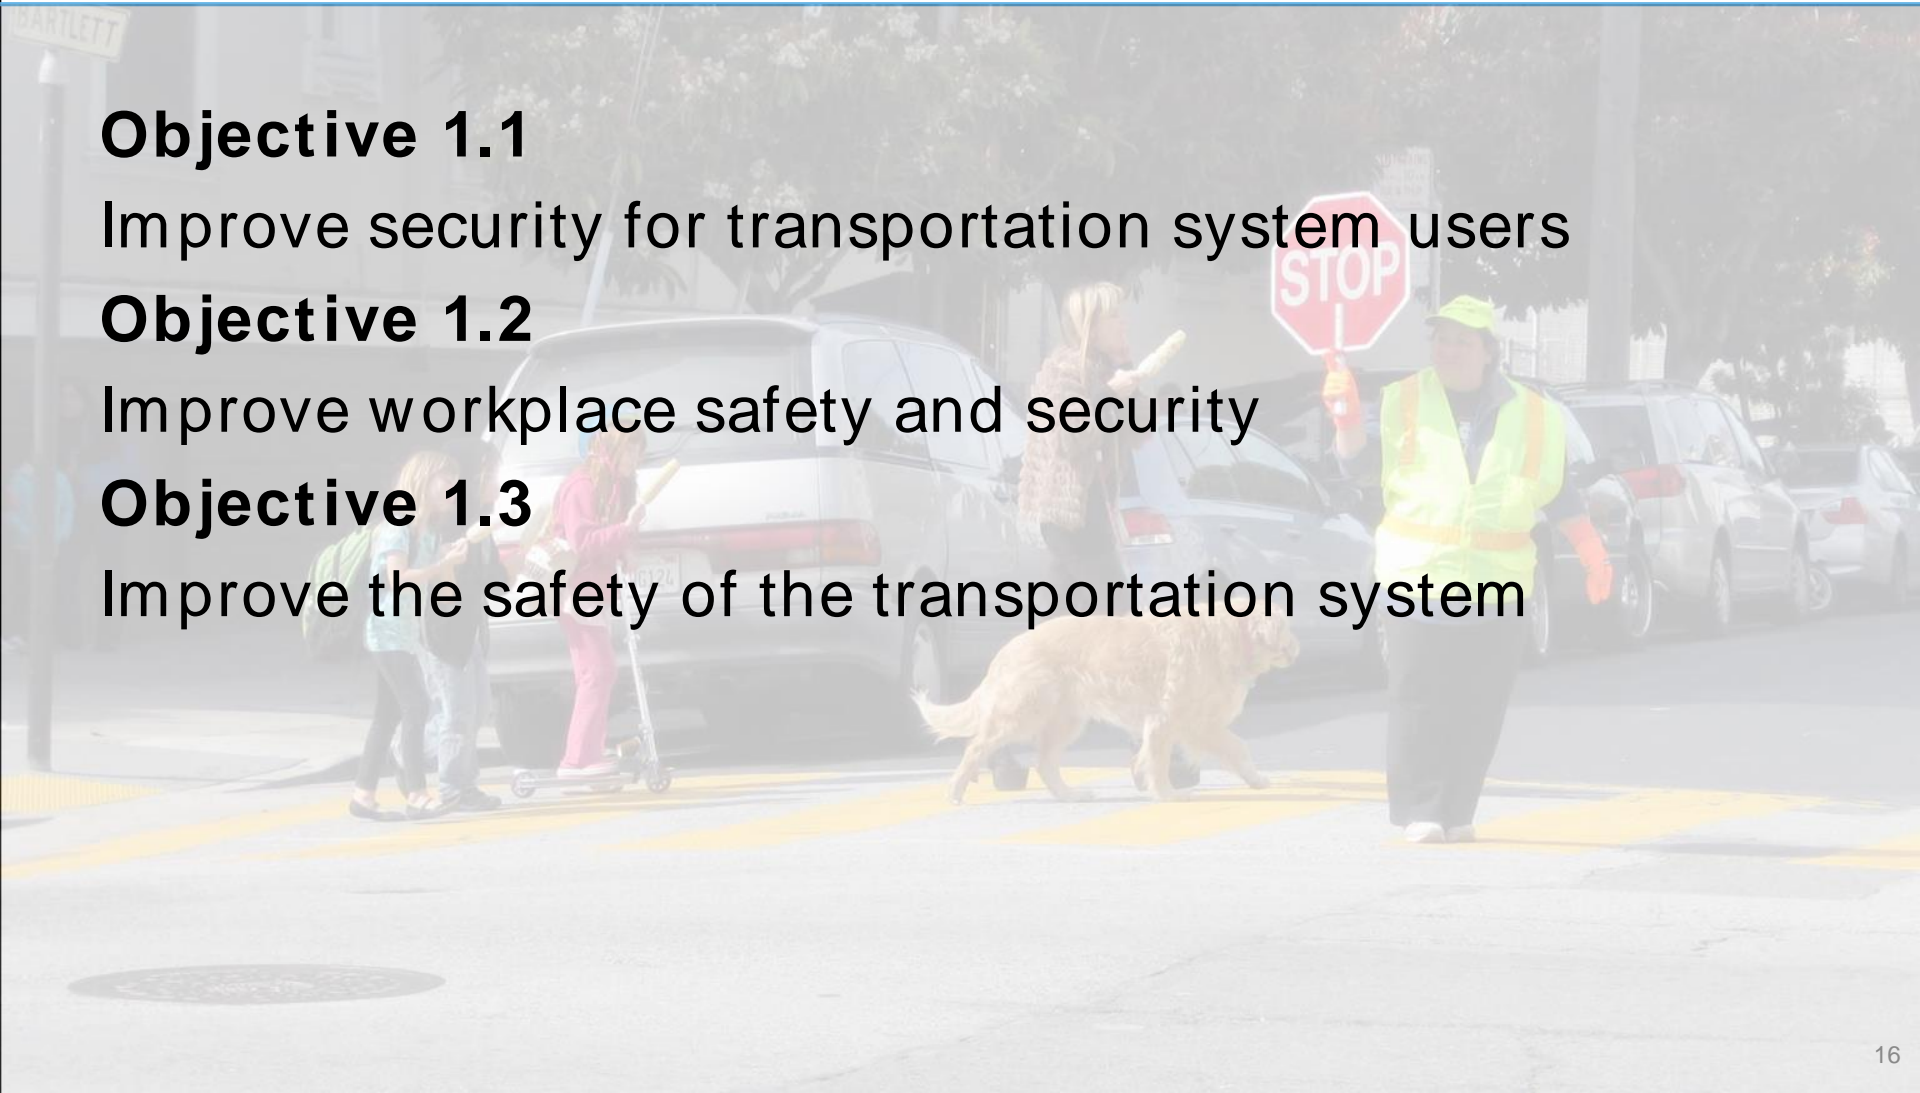 BARTLETT
Objective 1.1
Improve security for transportation system users
STOP
Objective 1.2
Improve workplace safety and security
Objective 1.3
Improve the safety of the transportation system
16